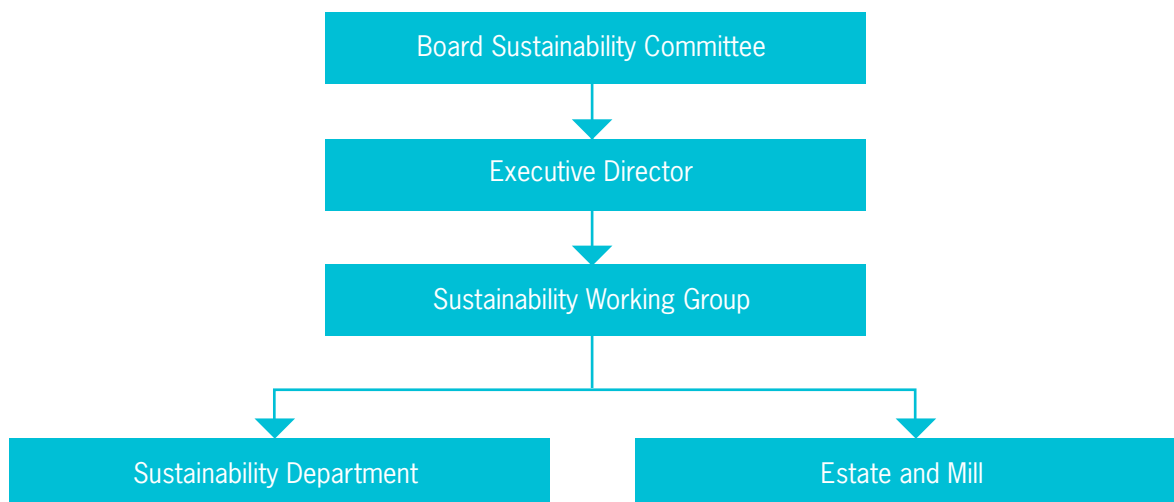 Board Sustainability Committee
Executive Director
Sustainability Working Group
Sustainability Department
Estate and Mill